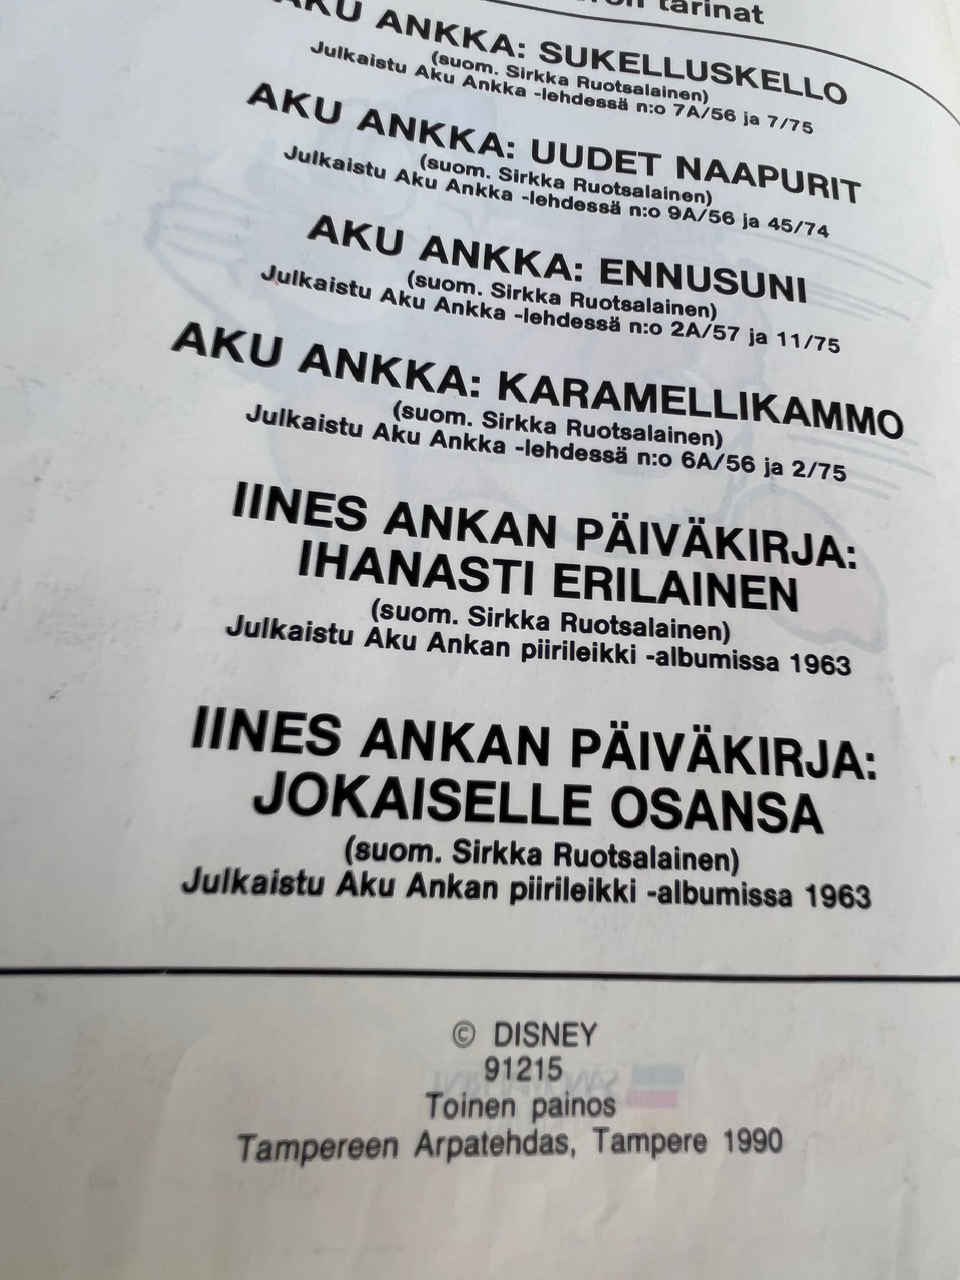 tarinat
AKU ANKKA: SUKELLUSKELLO
(suom. Sirkka Ruotsalainen)
Julkaistu Aku Ankka -lehdessä n:o 7A/56 ja 7/75
AKU ANKKA: UUDET NAAPURIT
(suom. Sirkka Ruotsalainen)
Julkaistu Aku Ankka -lehdessä n:o 9A/56 ja 45/74
AKU ANKKA: ENNUSUNI
(suom. Sirkka Ruotsalainen)
Julkaistu Aku Ankka -lehdessä n:o 2A/57 ja 11/75
AKU ANKKA: KARAMELLIKAMMO
(suom. Sirkka Ruotsalainen)
Julkaistu Aku Ankka -lehdessä n:o 6A/56 ja 2/75
IINES ANKAN PÄIVÄKIRJA:
IHANASTI ERILAINEN
(suom. Sirkka Ruotsalainen)
Julkaistu Aku Ankan piirileikki -albumissa 1963
IINES ANKAN PÄIVÄKIRJA:
JOKAISELLE OSANSA
(suom. Sirkka Ruotsalainen)
Julkaistu Aku Ankan piirileikki -albumissa 1963
© DISNEY
91215
Toinen painos
Tampereen Arpatehdas, Tampere 1990